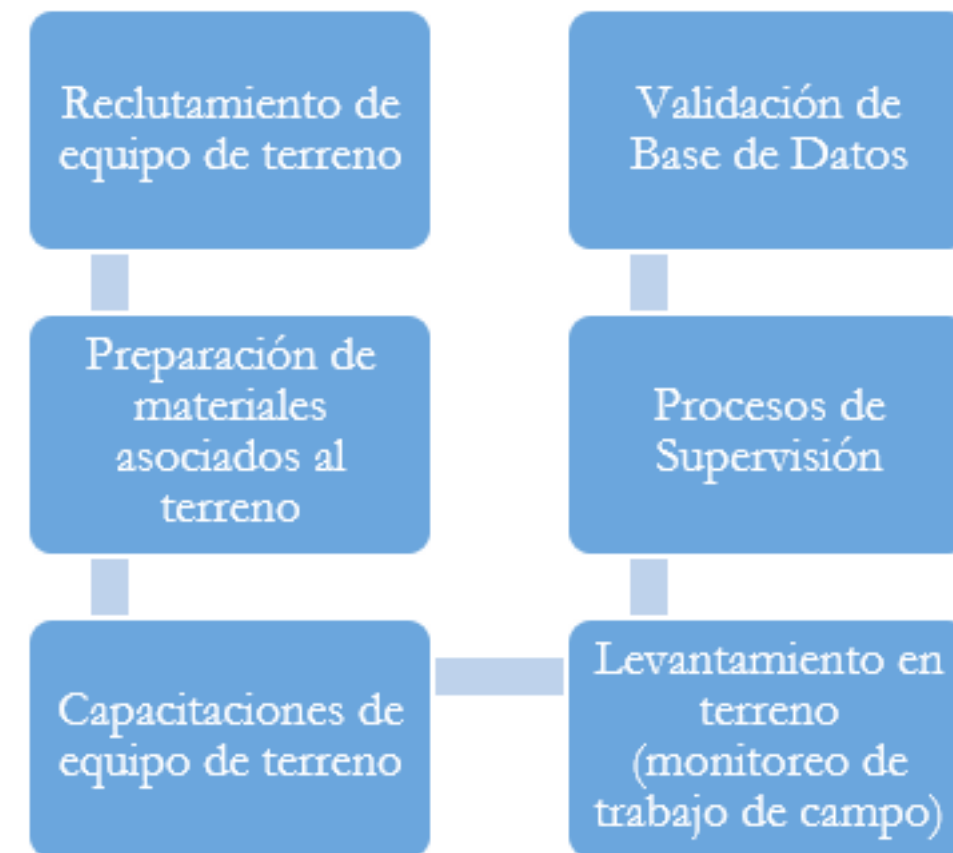 Reclutamiento de
equipo de terreno
Preparación de
materiales
asociados al
terreno
Capacitaciones de
equipo de terreno
Levantamiento en
terreno
(monitoreo de
trabajo de campo)
Procesos de
Supervisión
Validación de
Base de Datos